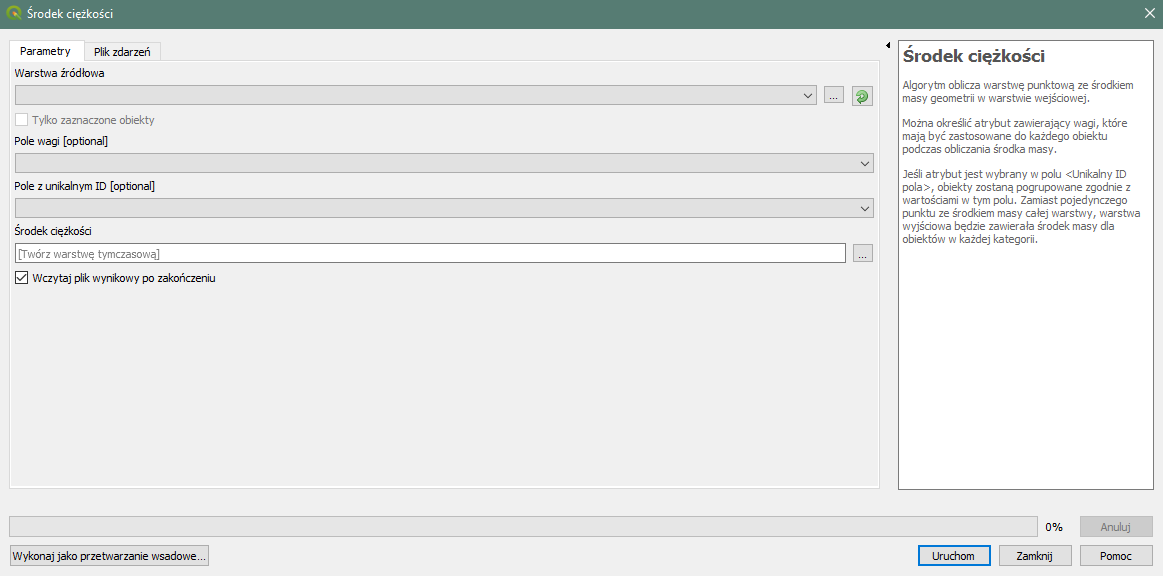 Środek ciężkości
Parametry
Plik zdarzeń
Warstwa źródłowa
...
Tylko zaznaczone obiekty
Pole wagi [optional]
Pole z unikalnym ID [optional]
Środek ciężkości
[Twórz warstwę tymczasową]
...
Wczytaj plik wynikowy po zakończeniu
Środek ciężkości
Algorytm oblicza warstwę punktową ze środkiem
masy geometrii w warstwie wejściowej.
Można określić atrybut zawierający wagi, które
mają być zastosowane do każdego obiektu
podczas obliczania środka masy.
Jeśli atrybut jest wybrany w polu <Unikalny ID
pola>, obiekty zostaną pogrupowane zgodnie z
wartościami w tym polu. Zamiast pojedynczego
punktu ze środkiem masy całej warstwy, warstwa
wyjściowa będzie zawierała środek masy dla
obiektów w każdej kategorii.
0%
Anuluj
Wykonaj jako przetwarzanie wsadowe...
Uruchom
Zamknij
Pomoc